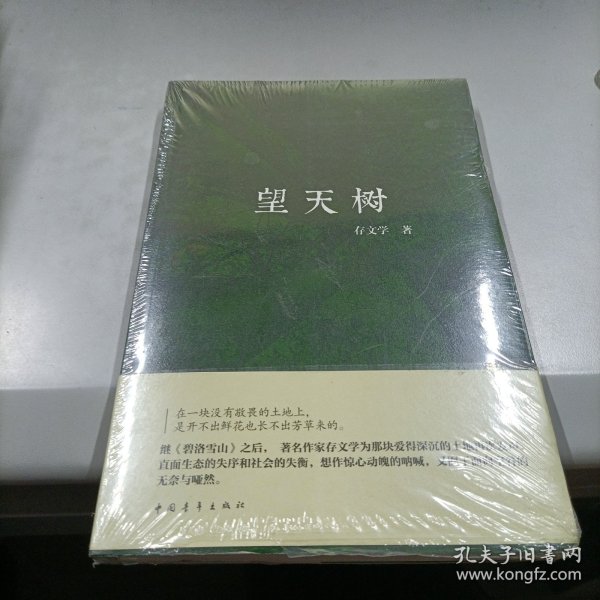 望天树
存文学 著
在一块没有敬畏的土地上，
是开不出鲜花也长不出芳草来的。
继《碧洛雪山》之后， 著名作家存文学为那块爱得深沉的土地
直面生态的失序和社会的失衡，想作惊心动魄的呐喊，又
无奈与哑然。
中国青年出版社
孔夫子旧书网
www.kongfz.com